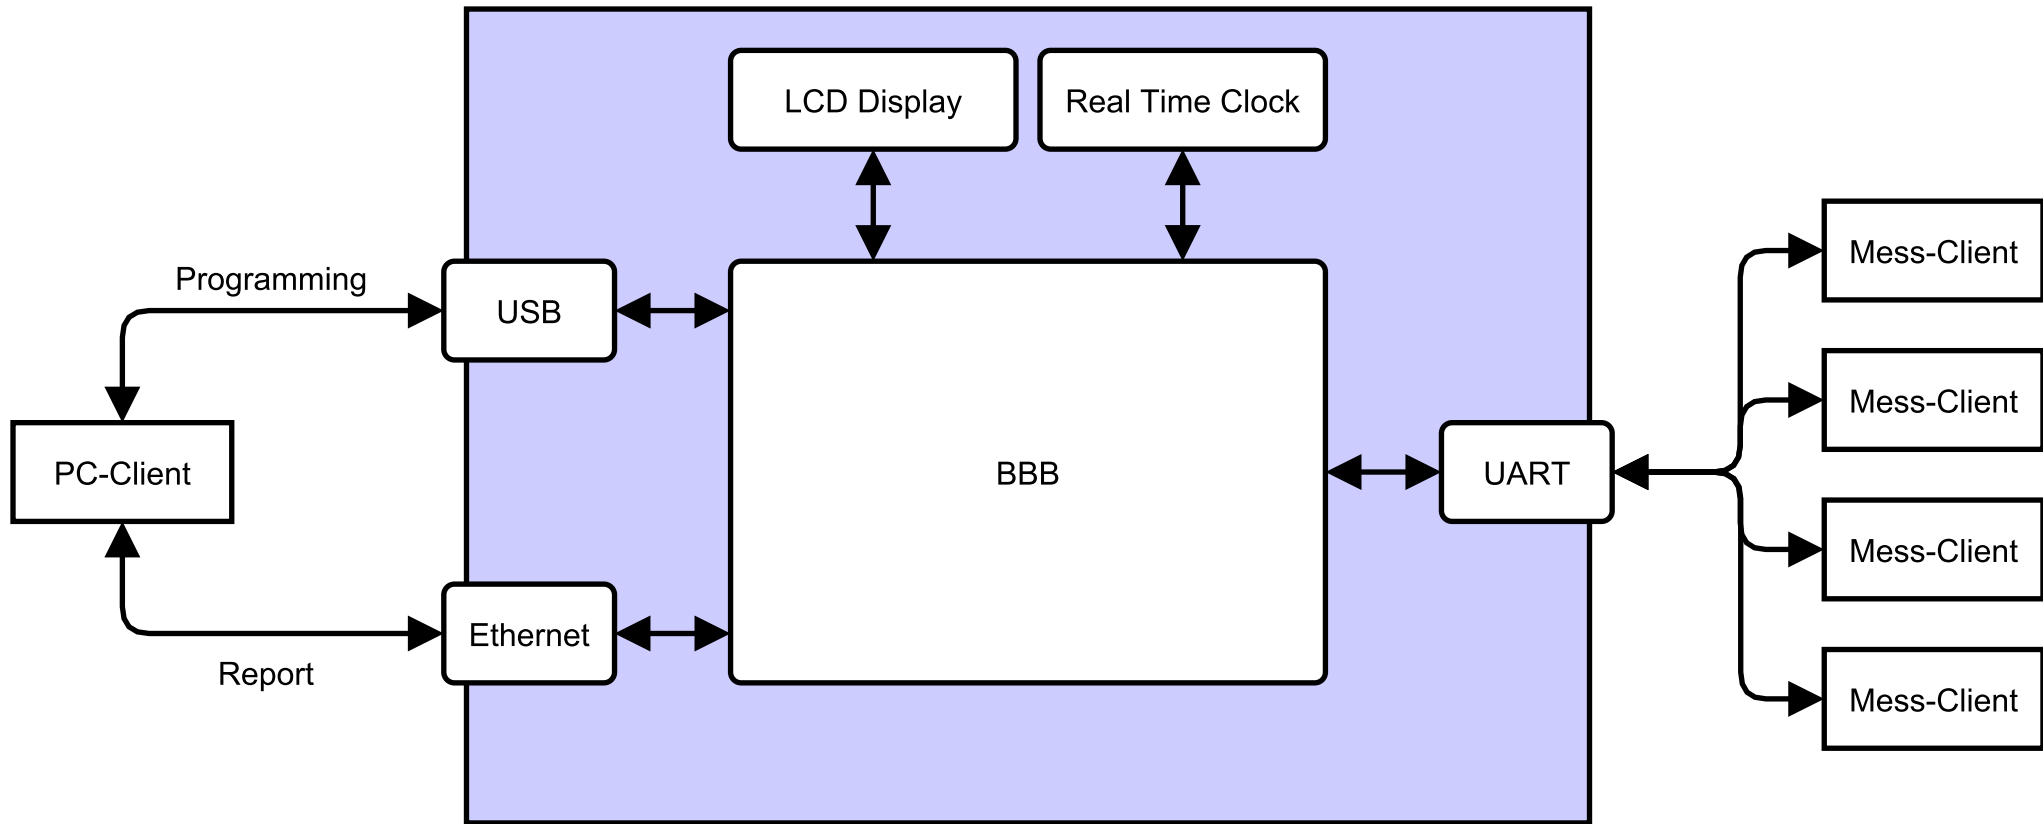 LCD Display
Real Time Clock
Programming
USB
Mess-Client
Mess-Client
PC-Client
BBB
UART
Mess-Client
Ethernet
Report
Mess-Client